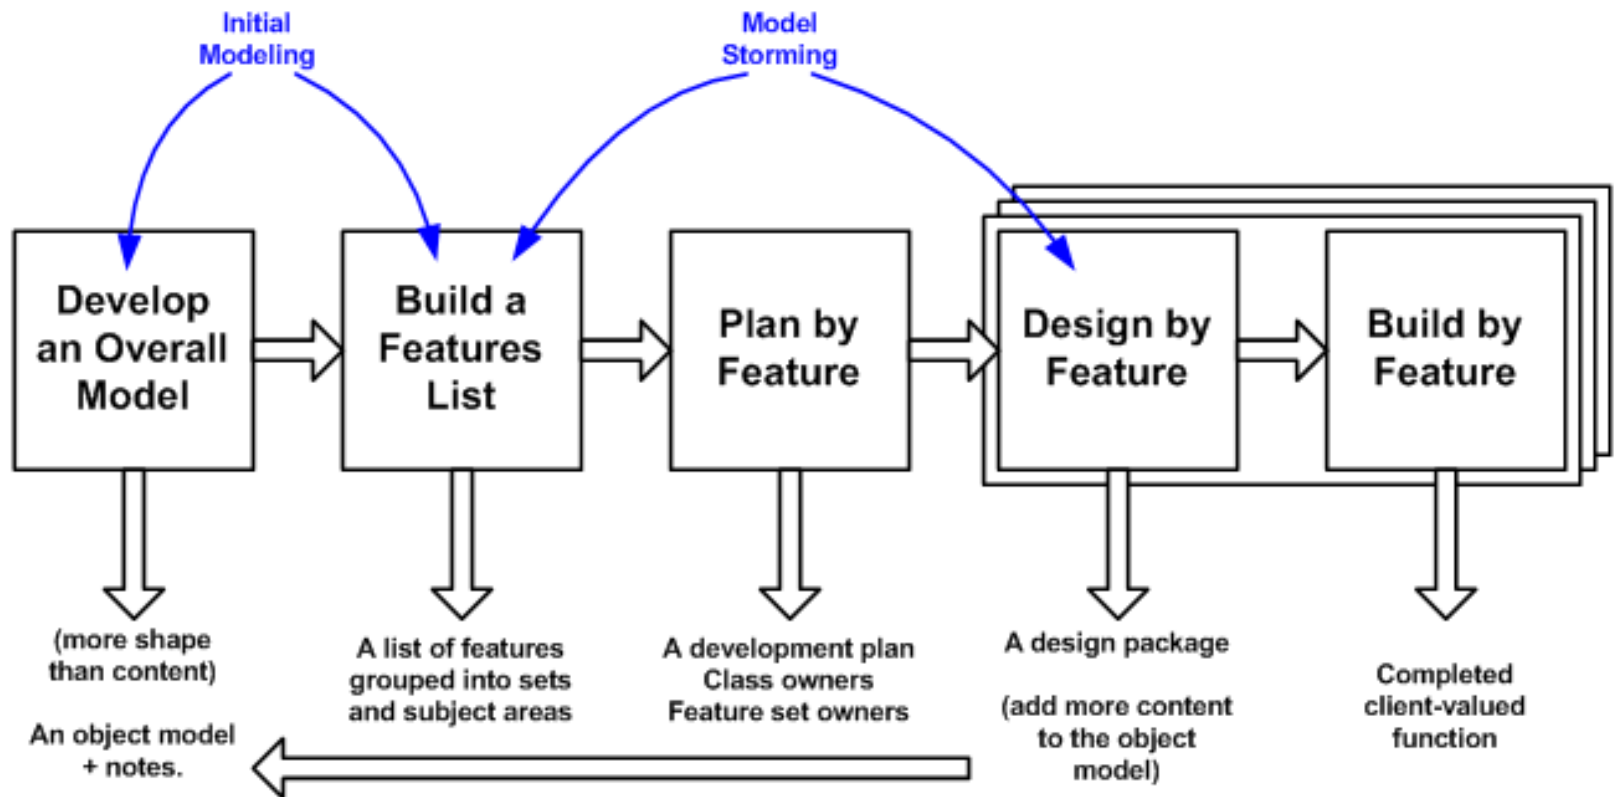 Initial
Modeling
Model
Storming
Develop
an Overall
Model
Build a
Features
List
Plan by
Feature
Design by
Feature
Build by
Feature
(more shape
than content)
An object model
+ notes.
A list of features
grouped into sets
and subject areas
A development plan
Class owners
Feature set owners
A design package
(add more content
to the object
model)
Completed
client-valued
function